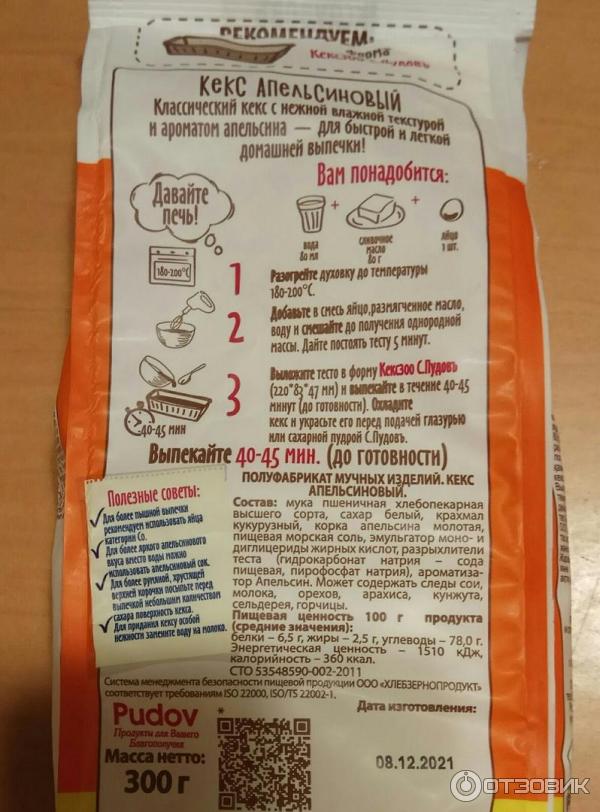 РЕКОМЕНДУЕМ:
Кекс300 С.Пудовъ
Кекс апельсиновый
Классический кекс с нежной влажной текстурой
и ароматом апельсина — для быстрой и легкой
домашней выпечки!
Давайте
печь!
Вам понадобится:
+ +
вода
80 мл
сливочное
масло
80 г
яйцо
1 шт.
180-200°С
1
Разогрейте духовку до температуры
180-200°С.
2
Добавьте в смесь яйцо, размягченное масло,
воду и смешайте до получения однородной
массы. Дайте постоять тесту 5 минут.
3
40-45 мин
Выложите тесто в форму Кекс300 С.Пудовъ
(220*83*47 мм) и выпекайте в течение 40-45
минут (до готовности). Охладите
кекс и украсьте его перед подачей глазурью
или сахарной пудрой С.Пудовъ.
Выпекайте 40-45 мин. (до готовности)
Полезные советы:
Для более пышной выпечки
рекомендуем использовать яйца
категории С0.
Для более яркого апельсинового
вкуса вместо воды можно
использовать апельсиновый сок.
Для более румяной, хрустящей
верхней корочки посыпьте перед
выпечкой небольшим количеством
сахара поверхность кекса.
Для придания кексу особой
нежности замените воду на молоко.
ПОЛУФАБРИКАТ МУЧНЫХ ИЗДЕЛИЙ. КЕКС
АПЕЛЬСИНОВЫЙ.
Состав: мука пшеничная хлебопекарная
высшего сорта, сахар белый, крахмал
кукурузный, корка апельсина молотая,
пищевая морская соль, эмульгатор моно- и
диглицериды жирных кислот, разрыхлители
теста (гидрокарбонат натрия – сода
пищевая, пирофосфат натрия), ароматиза-
тор Апельсин. Может содержать следы сои,
молока, орехов, арахиса, кунжута,
сельдерея, горчицы.
Пищевая ценность 100 г продукта
(средние значения):
белки – 6,5 г, жиры – 2,5 г, углеводы – 78,0 г.
Энергетическая ценность – 1510 кДж,
калорийность – 360 ккал.
СТО 53548590-002-2011
Система менеджмента безопасности пищевой продукции ООО «ХЛЕБЗЕРНОПРОДУКТ»
соответствует требованиям ISO 22000, ISO/TS 22002-1.
Pudov
Продукты для Вашего
Благополучия
Масса нетто:
300 г
Дата изготовления:
08.12.2021
ОТЗОВИК